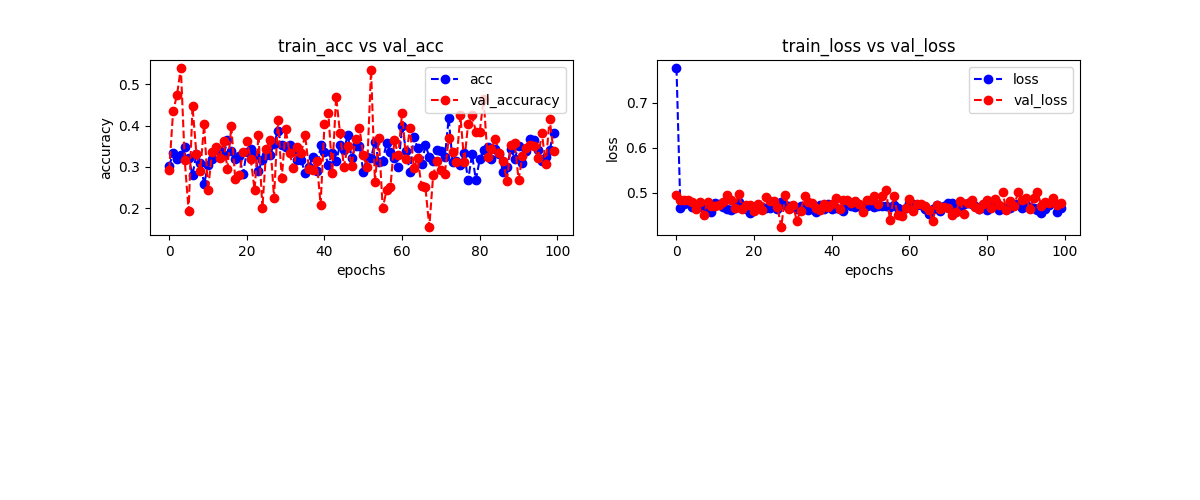 train_acc vs val_acc
acc
val_accuracy
accuracy
0.5
0.4
0.3
0.2
0 20 40 60 80 100
epochs
train_loss vs val_loss
loss
val_loss
loss
0.7
0.6
0.5
0 20 40 60 80 100
epochs